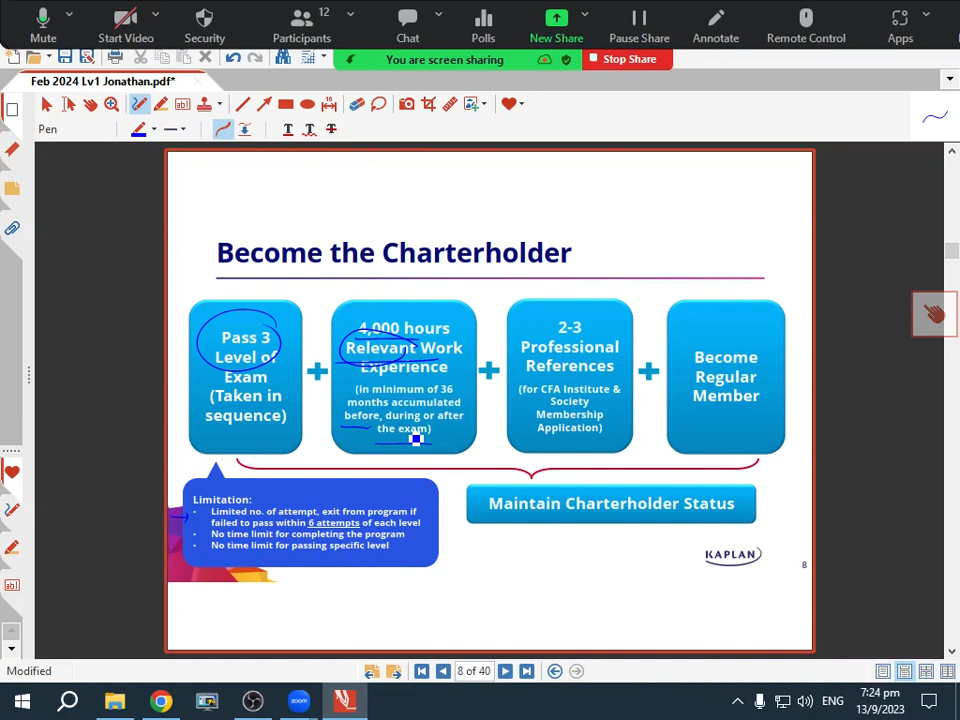 Mute
Start Video
Security
12
Participants
Chat
Polls
New Share
Pause Share
Annotate
Remote Control
Apps
You are screen sharing
Stop Share
Feb 2024 Lv1 Jonathan.pdf*
Pen
Become the Charterholder
Pass 3
Level of
Exam
(Taken in
sequence)
4,000 hours
Relevant Work
Experience
(in minimum of 36
months accumulated
before, during or after
the exam)
2-3
Professional
References
(for CFA Institute &
Society
Membership
Application)
Become
Regular
Member
Limitation:
• Limited no. of attempt, exit from program if
failed to pass within 6 attempts of each level
• No time limit for completing the program
• No time limit for passing specific level
Maintain Charterholder Status
KAPLAN
8
Modified
8 of 40
zoom
ENG
7:24 pm
13/9/2023